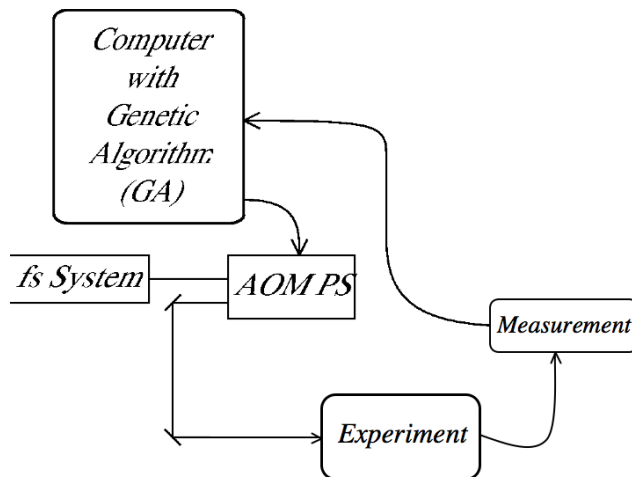 Computer
with
Genetic
Algorithm
(GA)
fs System
AOM PS
Measurement
Experiment